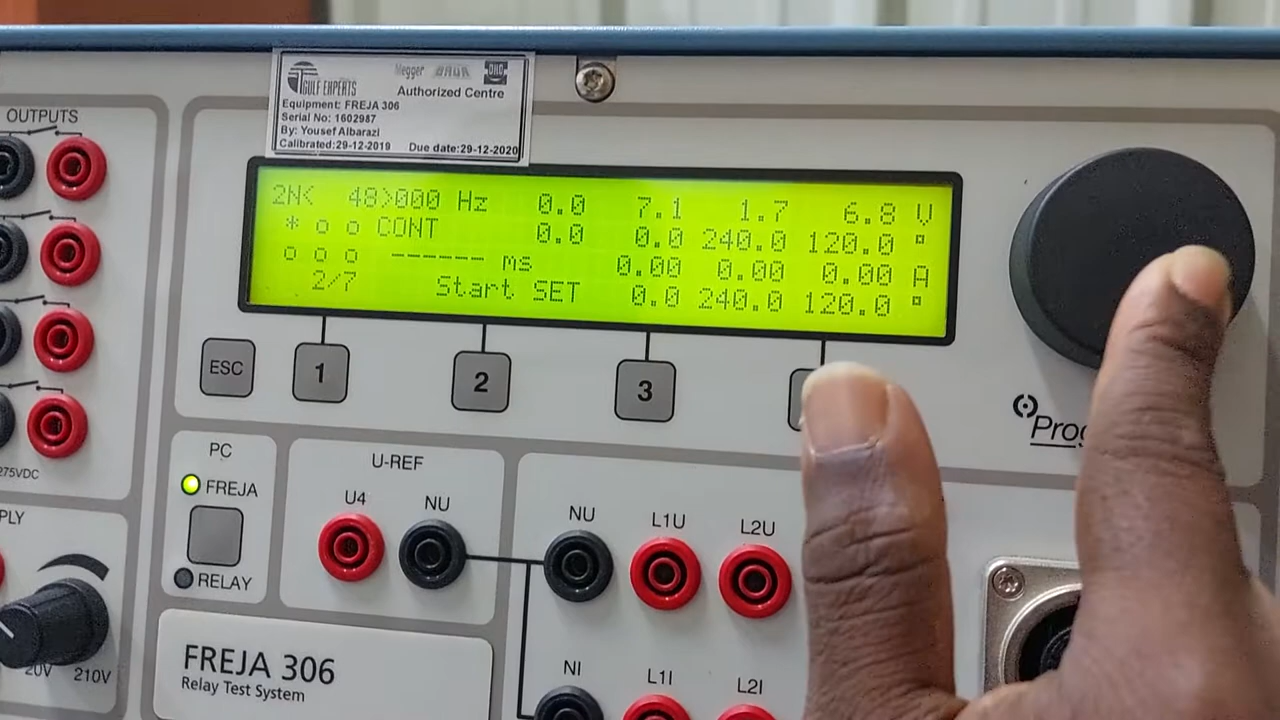 OUTPUTS
GULF EXPERTS
Megger
Authorized Centre
Equipment: FREJA 306
Serial No: 1602987
By: Yousef Albarazi
Calibrated:29-12-2019 Due date:29-12-2020
2N< 48>000 Hz 0.0 7.1 1.7 6.8 V
* o o CONT 0.0 0.0 240.0 120.0 °
o o o ------ ms 0.00 0.00 0.00 A
2/7 Start SET 0.0 240.0 120.0 °
ESC
1
2
3
275VDC
PLY
20V 210V
PC
FREJA
RELAY
U-REF
U4 NU
NU L1U L2U
NI L1I L2I
FREJA 306
Relay Test System
Prog